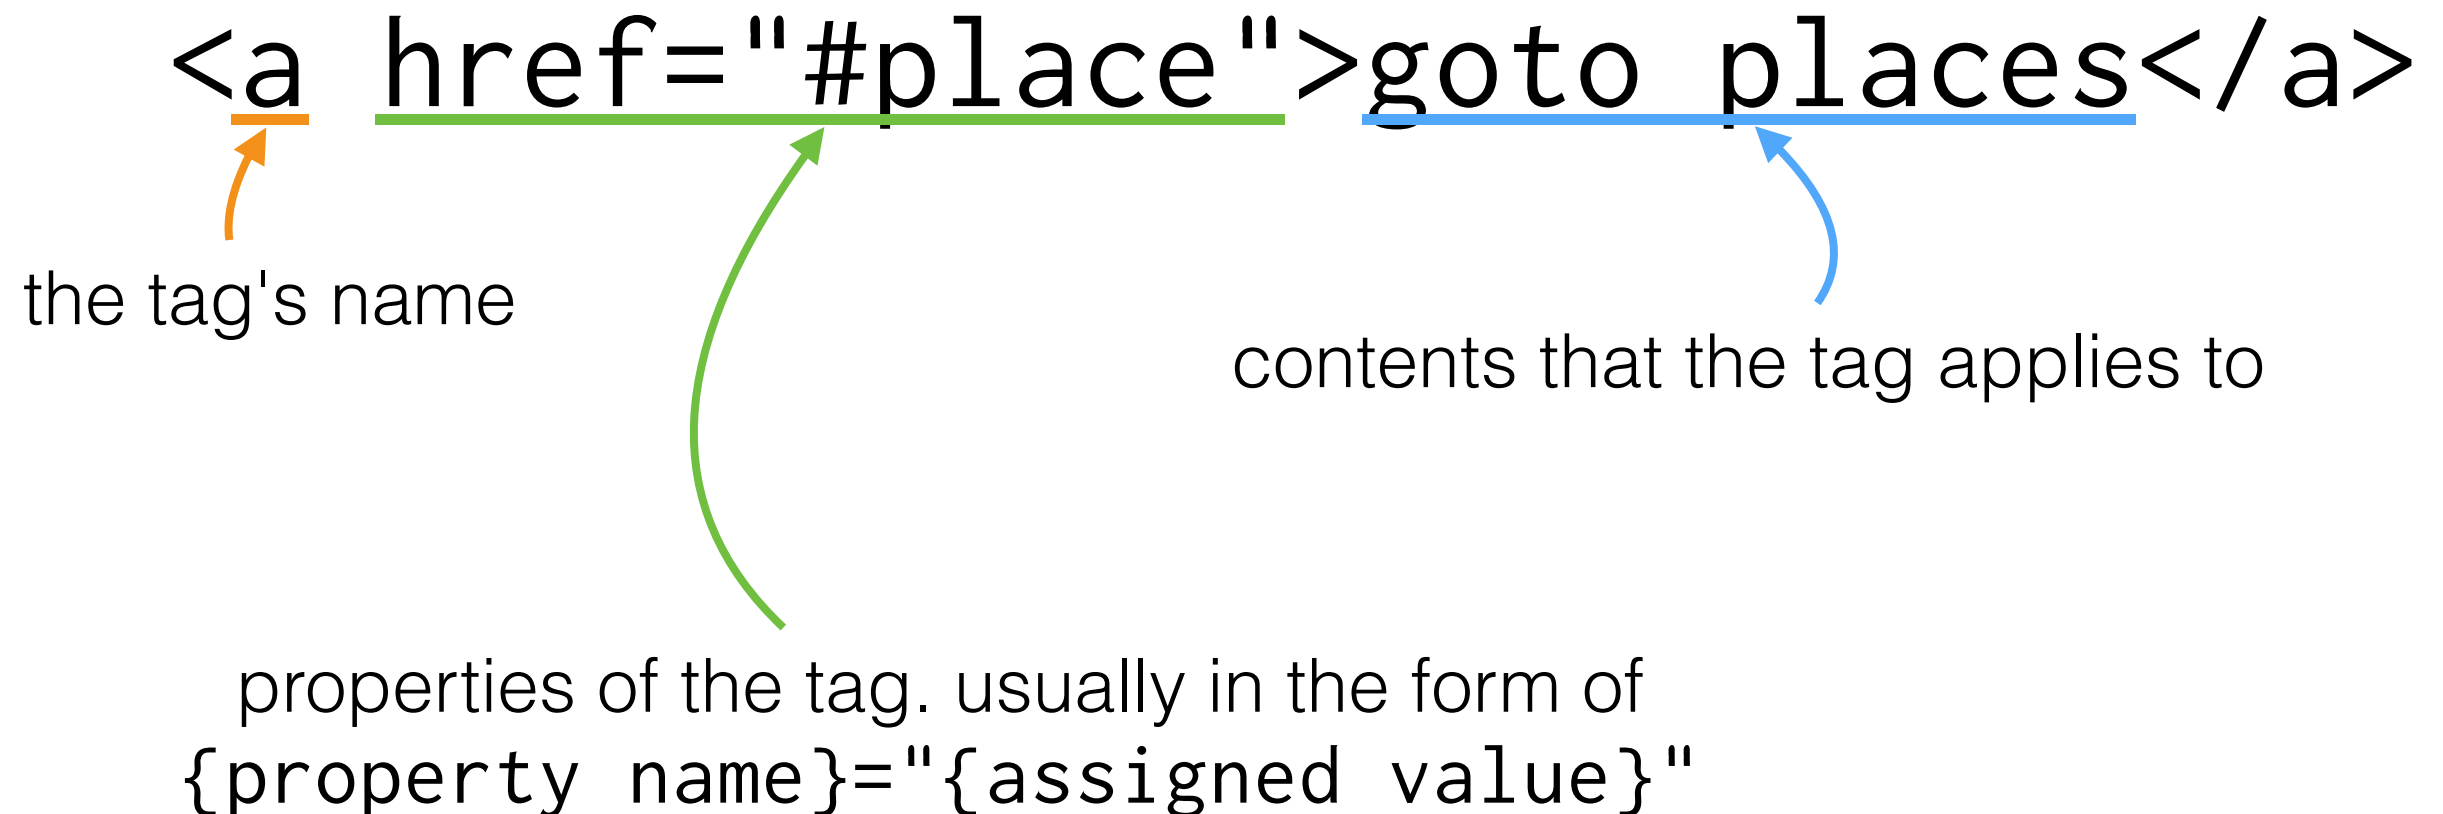 <a href="#place">goto places</a>
the tag's name
contents that the tag applies to
properties of the tag. usually in the form of
{property name}="{assigned value}"